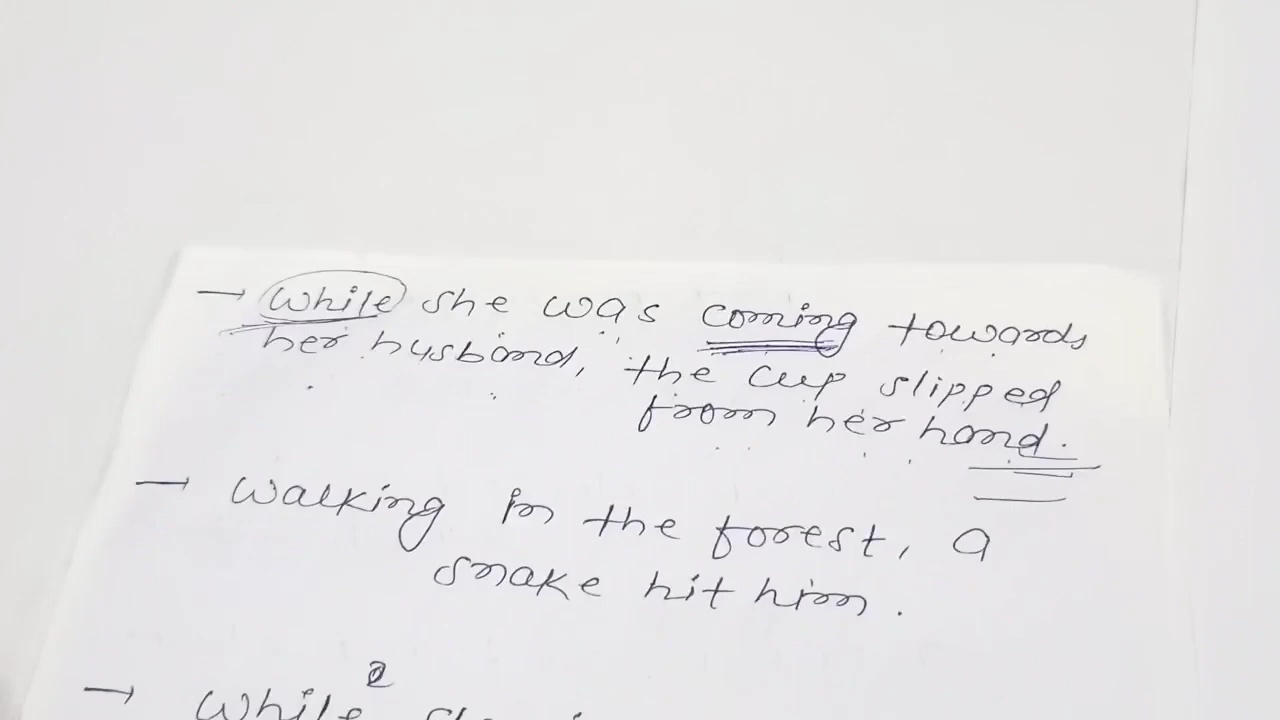 → While she was coming towards
her husband, the cup slipped
from her hand.
→ Walking in the forest, a
snake hit him.
→ While